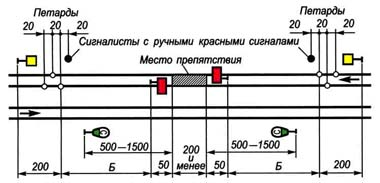 Петарды
20 20
20
Петарды
20 20
20
Сигналисты с ручными красными сигналами
Место препятствия
С
С
500–1500
200
и
менее
500–1500
200
Б
50
50
Б
200